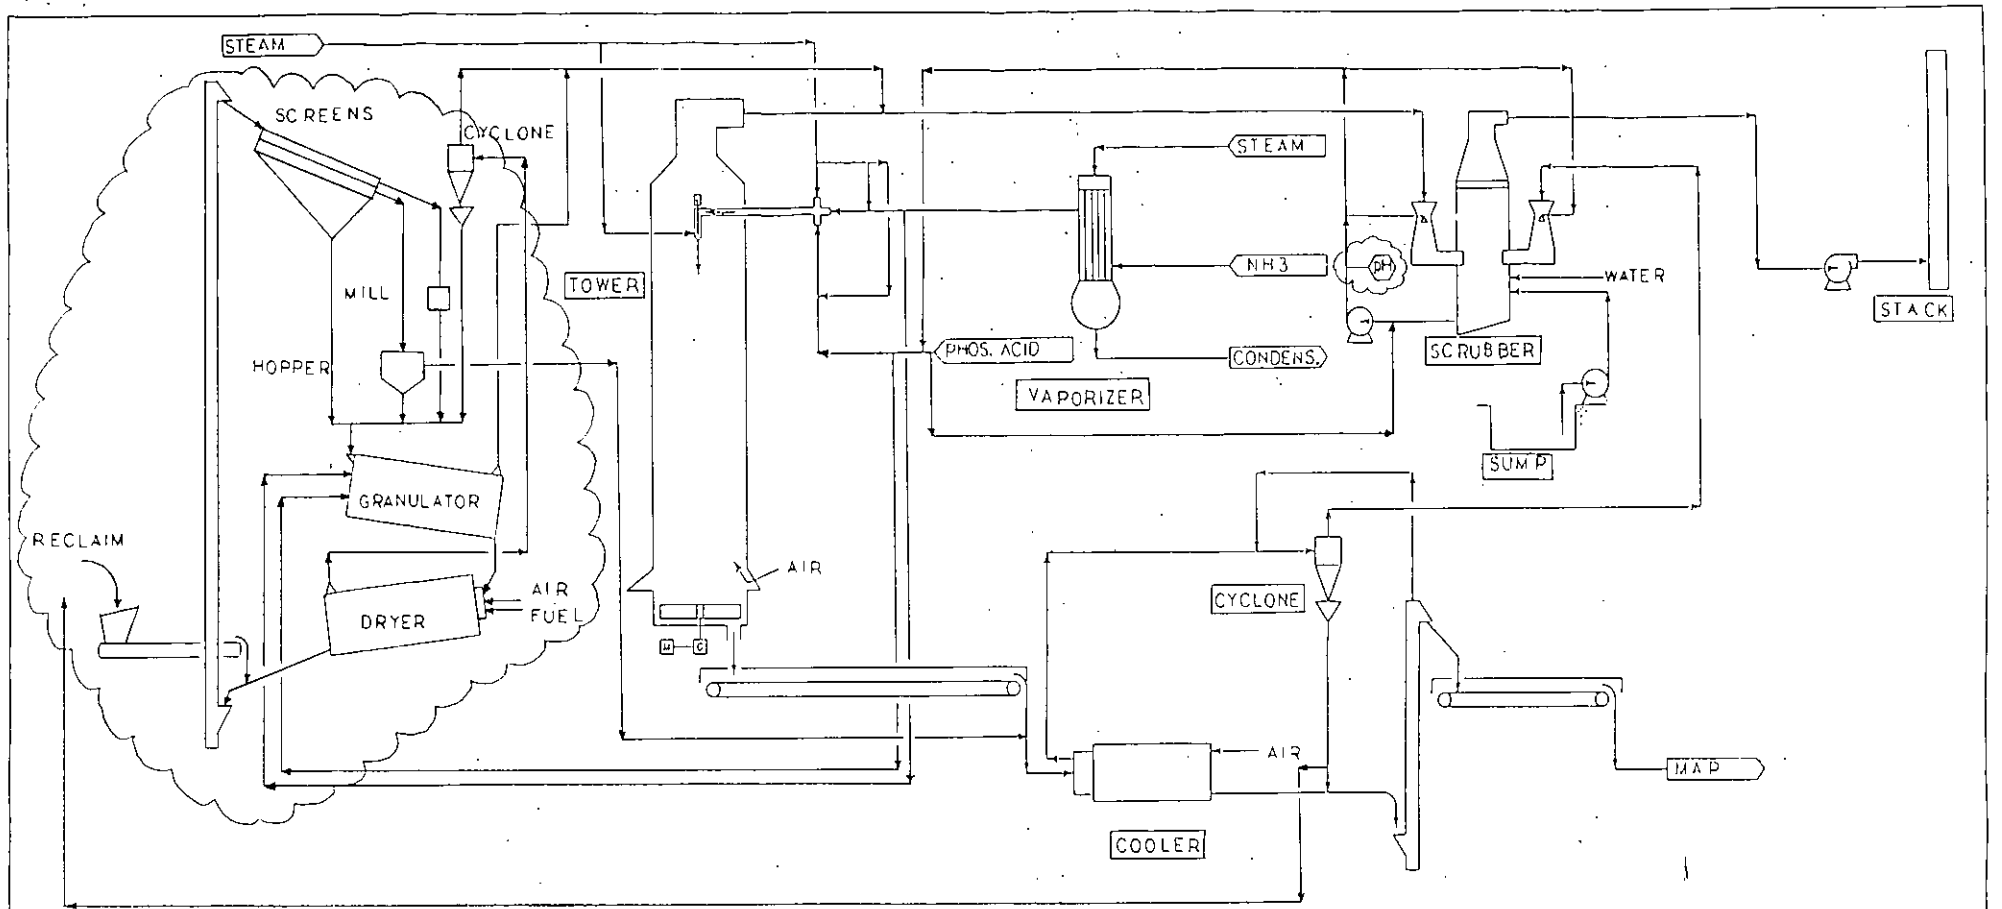 STEAM
SCREENS
CYCLONE
STEAM
NH3
pH
WATER
TOWER
MILL
STACK
PHOS. ACID
CONDENS.
SCRUBBER
HOPPER
VAPORIZER
SUMP
GRANULATOR
RECLAIM
AIR
AIR
FUEL
DRYER
CYCLONE
M
G
AIR
MAP
COOLER